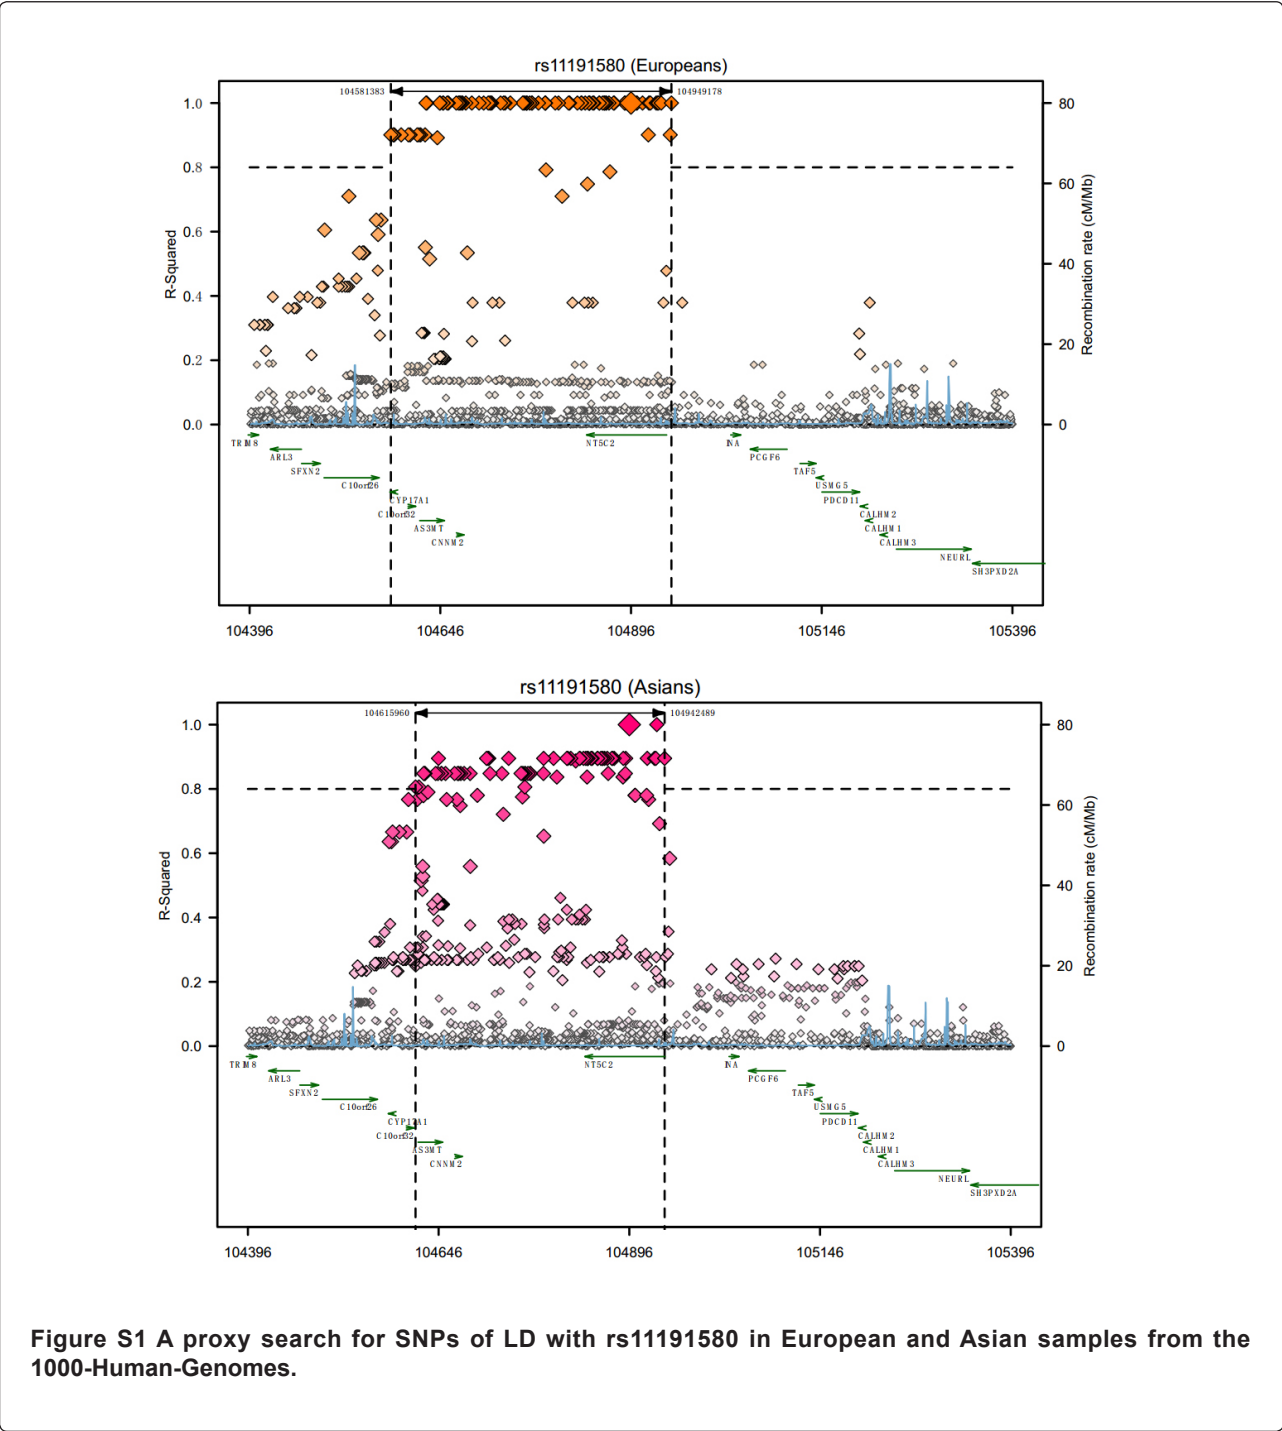 rs11191580 (Europeans)
104581383
104949178
1.0
0.8
0.6
0.4
0.2
0.0
R-Squared
80
60
40
20
0
Recombination rate (cM/Mb)
TRIM8
ARL3
SFXN2
C10orf26
CYP17A1
C10orf32
AS3MT
CNNM2
NT5C2
INA
PCGF6
TAF5
USMG5
PDCD11
CALHM2
CALHM1
CALHM3
NEURL
SH3PXD2A
104396 104646 104896 105146 105396
rs11191580 (Asians)
104615960
104942489
1.0
0.8
0.6
0.4
0.2
0.0
R-Squared
80
60
40
20
0
Recombination rate (cM/Mb)
TRIM8
ARL3
SFXN2
C10orf26
CYP17A1
C10orf32
AS3MT
CNNM2
NT5C2
INA
PCGF6
TAF5
USMG5
PDCD11
CALHM2
CALHM1
CALHM3
NEURL
SH3PXD2A
104396 104646 104896 105146 105396
Figure S1 A proxy search for SNPs of LD with rs11191580 in European and Asian samples from the
1000-Human-Genomes.